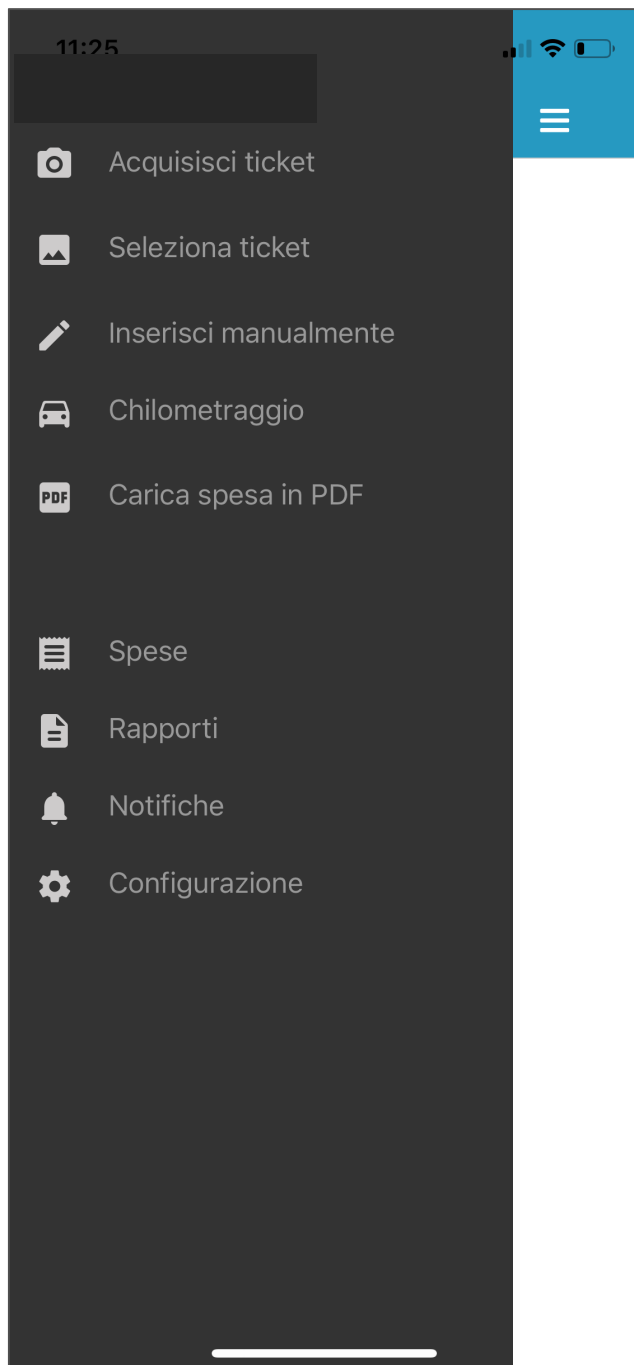 11:25
Acquisisci ticket
Seleziona ticket
Inserisci manualmente
Chilometraggio
PDF Carica spesa in PDF
Spese
Rapporti
Notifiche
Configurazione